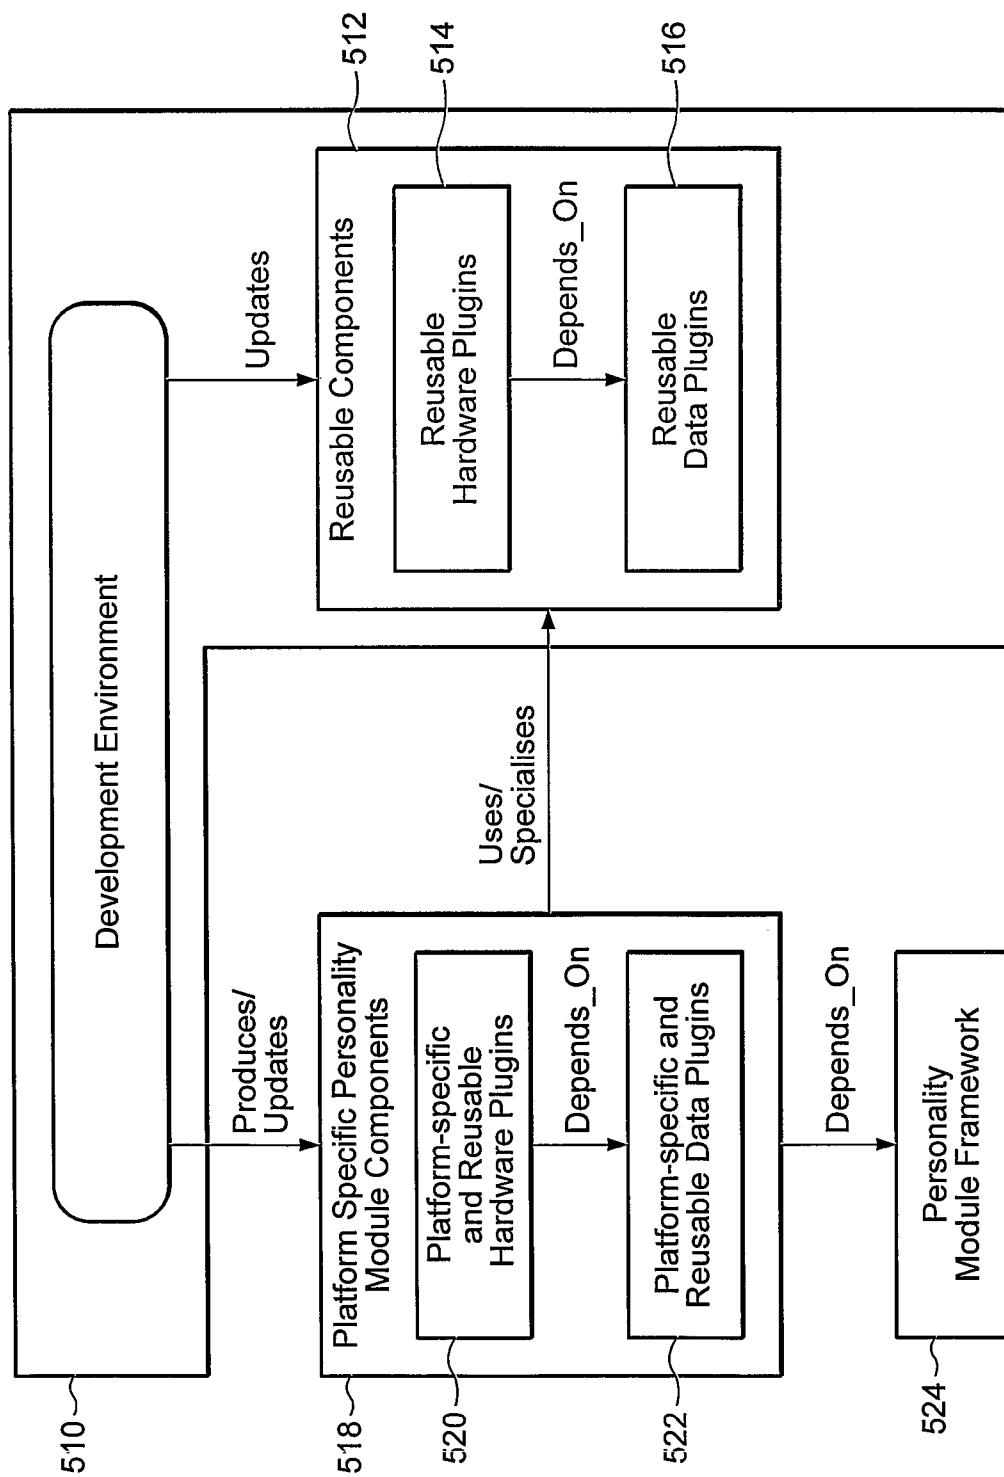 510
Development Environment
Produces/
Updates
Updates
512
518
Platform Specific Personality
Module Components
Reusable Components
514
520
Platform-specific
and Reusable
Hardware Plugins
Uses/
Specialises
Reusable
Hardware Plugins
Depends_On
Depends_On
516
522
Platform-specific and
Reusable Data Plugins
Reusable
Data Plugins
Depends_On
524
Personality
Module Framework